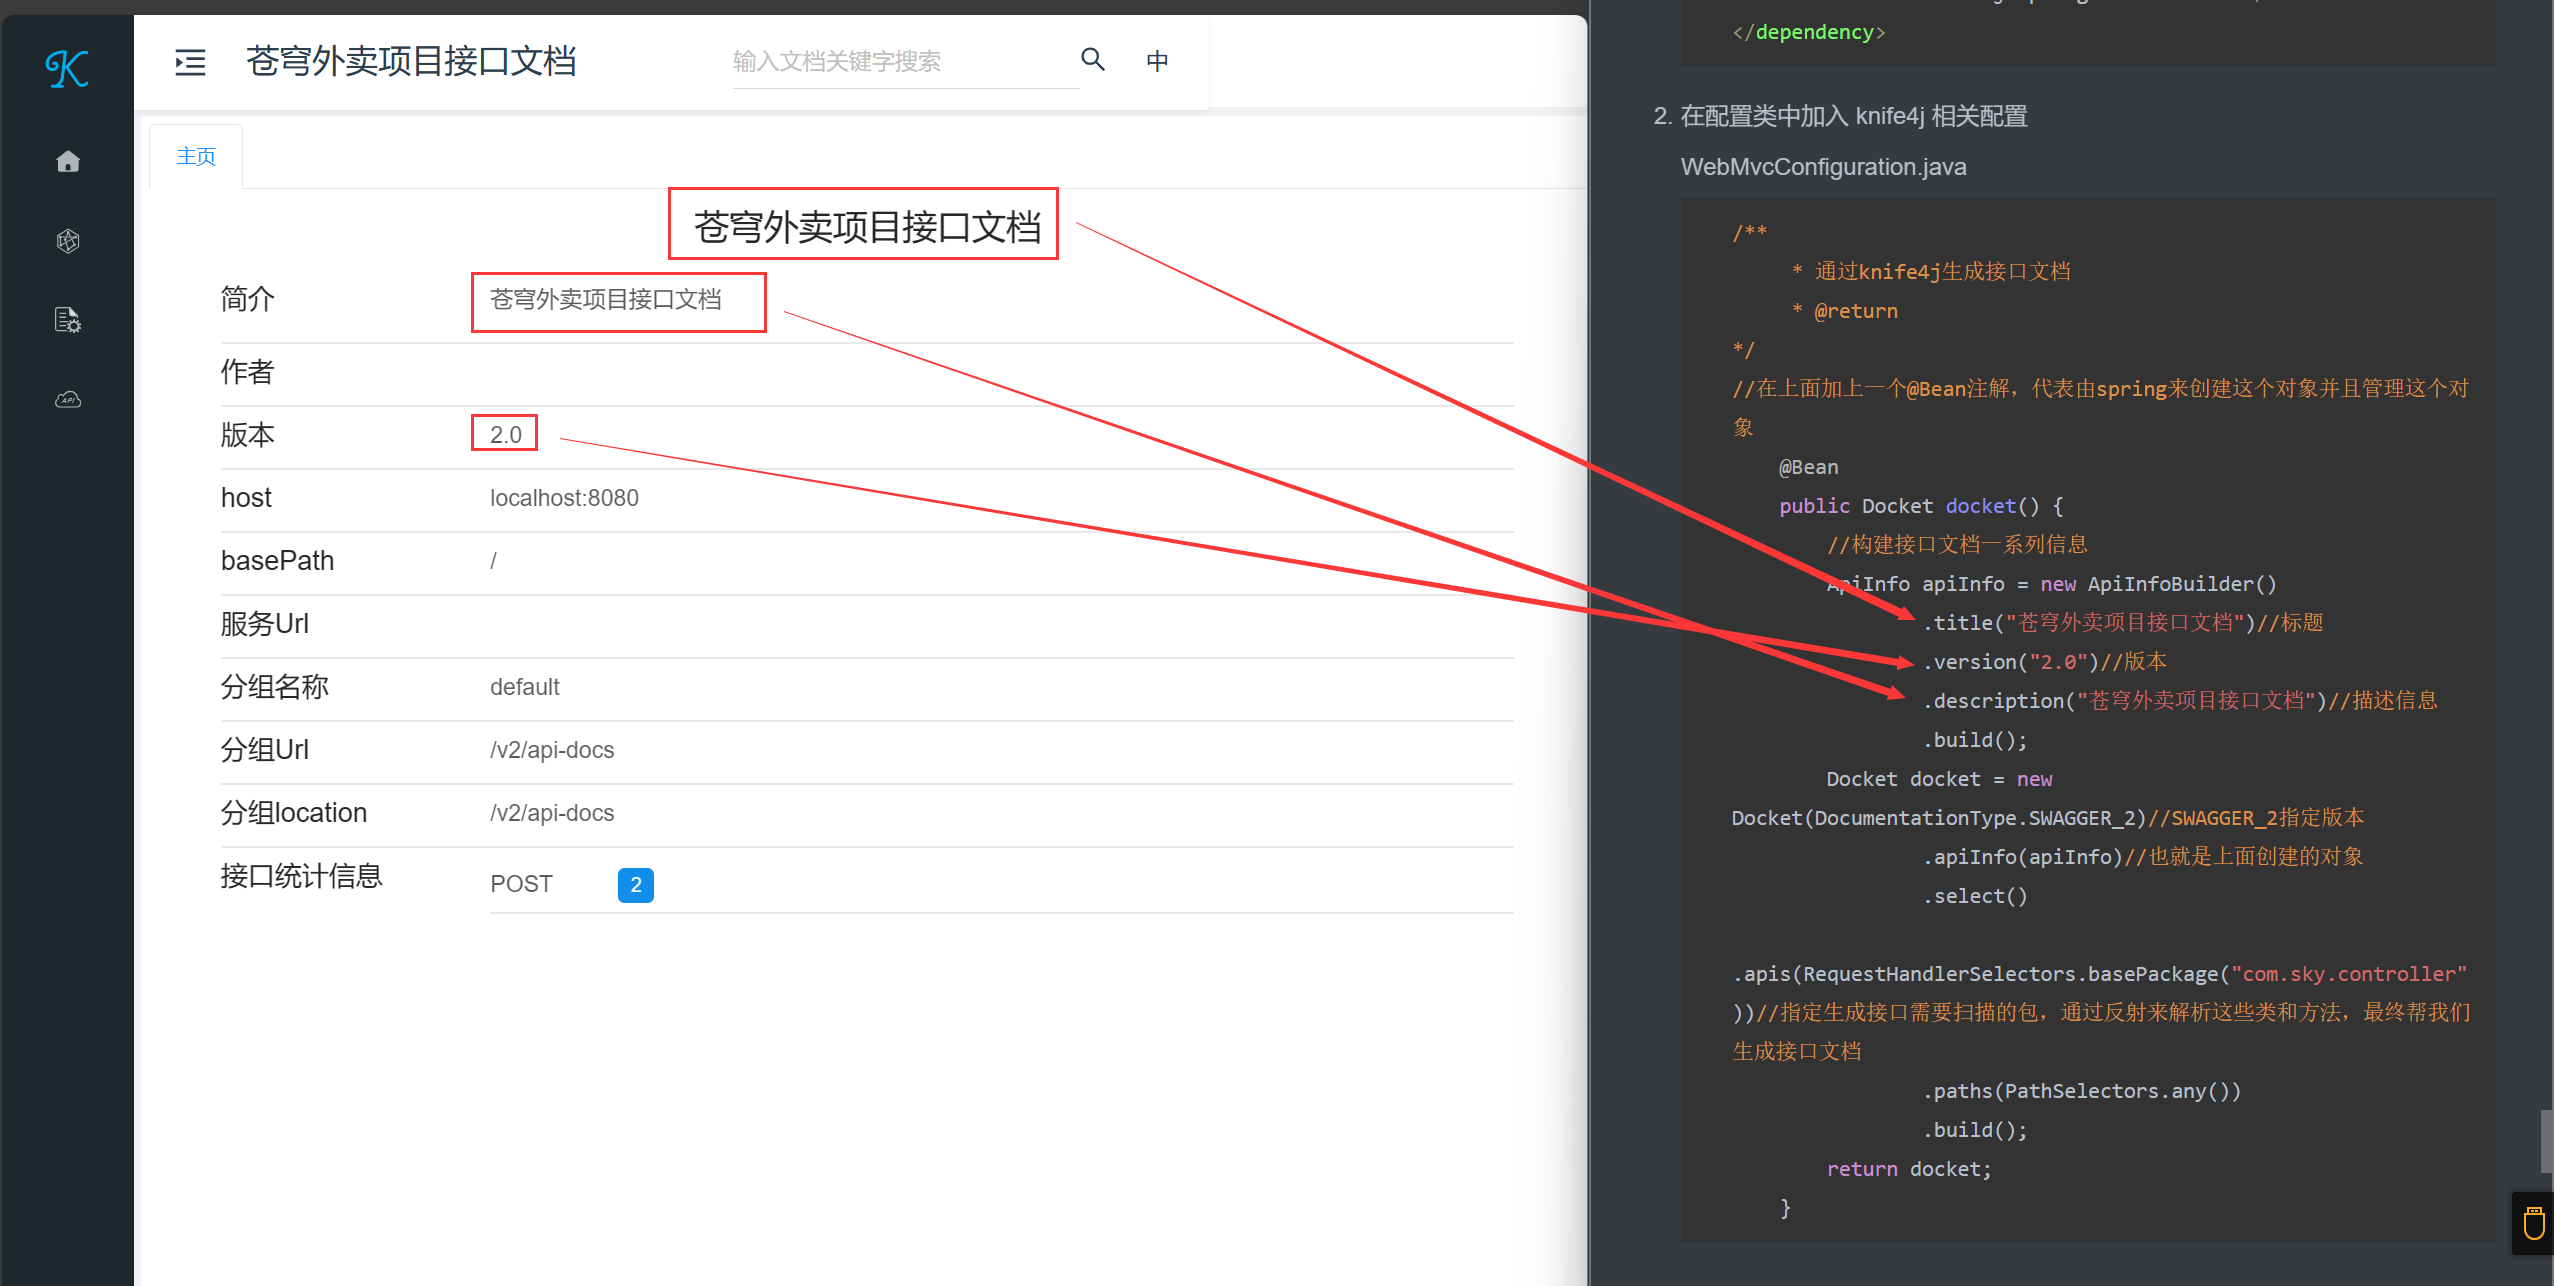 苍穹外卖项目接口文档
输入文档关键字搜索
中
主页
苍穹外卖项目接口文档
简介 苍穹外卖项目接口文档
作者
版本 2.0
host localhost:8080
basePath /
服务Url
分组名称 default
分组Url /v2/api-docs
分组location /v2/api-docs
接口统计信息 POST 2
</dependency>
2. 在配置类中加入 knife4j 相关配置
WebMvcConfiguration.java
/**
* 通过knife4j生成接口文档
* @return
*/
//在上面加上一个@Bean注解，代表由spring来创建这个对象并且管理这个对
象
@Bean
public Docket docket() {
//构建接口文档一系列信息
ApiInfo apiInfo = new ApiInfoBuilder()
.title("苍穹外卖项目接口文档")//标题
.version("2.0")//版本
.description("苍穹外卖项目接口文档")//描述信息
.build();
Docket docket = new
Docket(DocumentationType.SWAGGER_2)//SWAGGER_2指定版本
.apiInfo(apiInfo)//也就是上面创建的对象
.select()
.apis(RequestHandlerSelectors.basePackage("com.sky.controller"
))//指定生成接口需要扫描的包，通过反射来解析这些类和方法，最终帮我们
生成接口文档
.paths(PathSelectors.any())
.build();
return docket;
}